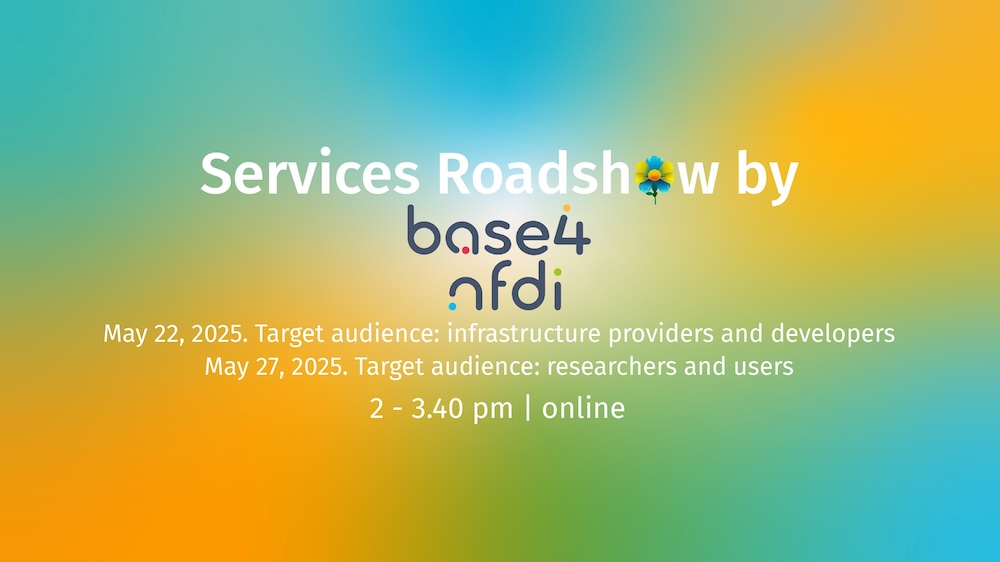 Services Roadshow by
base4
nfdi
May 22, 2025. Target audience: infrastructure providers and developers
May 27, 2025. Target audience: researchers and users
2 - 3.40 pm | online